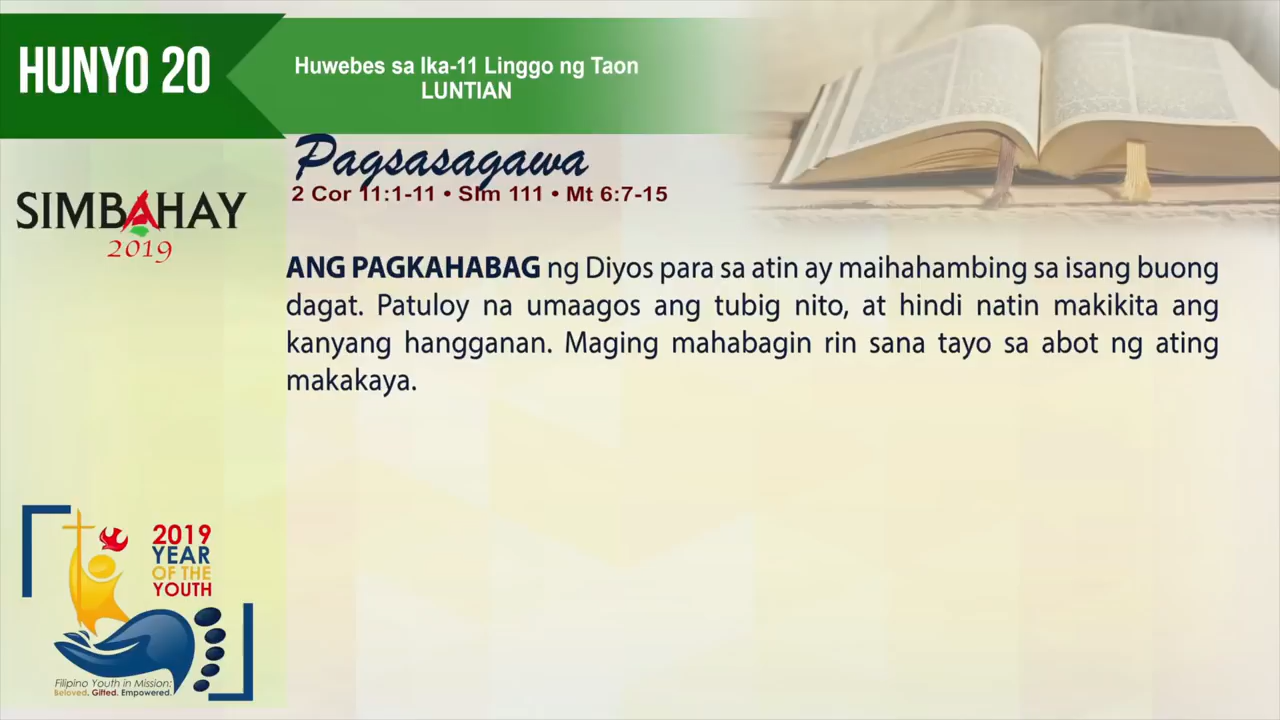 HUNYO 20
Huwebes sa Ika-11 Linggo ng Taon
LUNTIAN
Pagsasagawa
2 Cor 11:1-11 • Slm 111 • Mt 6:7-15
SIMBAHAY
2019
ANG PAGKAHABAG ng Diyos para sa atin ay maihahambing sa isang buong
dagat. Patuloy na umaagos ang tubig nito, at hindi natin makikita ang
kanyang hangganan. Maging mahabagin rin sana tayo sa abot ng ating
makakaya.
2019
YEAR
OF THE
YOUTH
Filipino Youth in Mission:
Beloved. Gifted. Empowered.